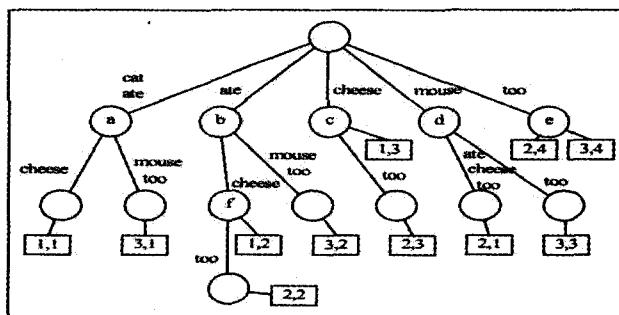 cat
ate
ate
cheese
mouse
too
a
b
c
d
e
1,3
2,4
3,4
cheese
mouse
too
cheese
mouse
too
too
ate
cheese
too
too
f
1,1
3,1
1,2
3,2
2,3
2,1
3,3
too
2,2